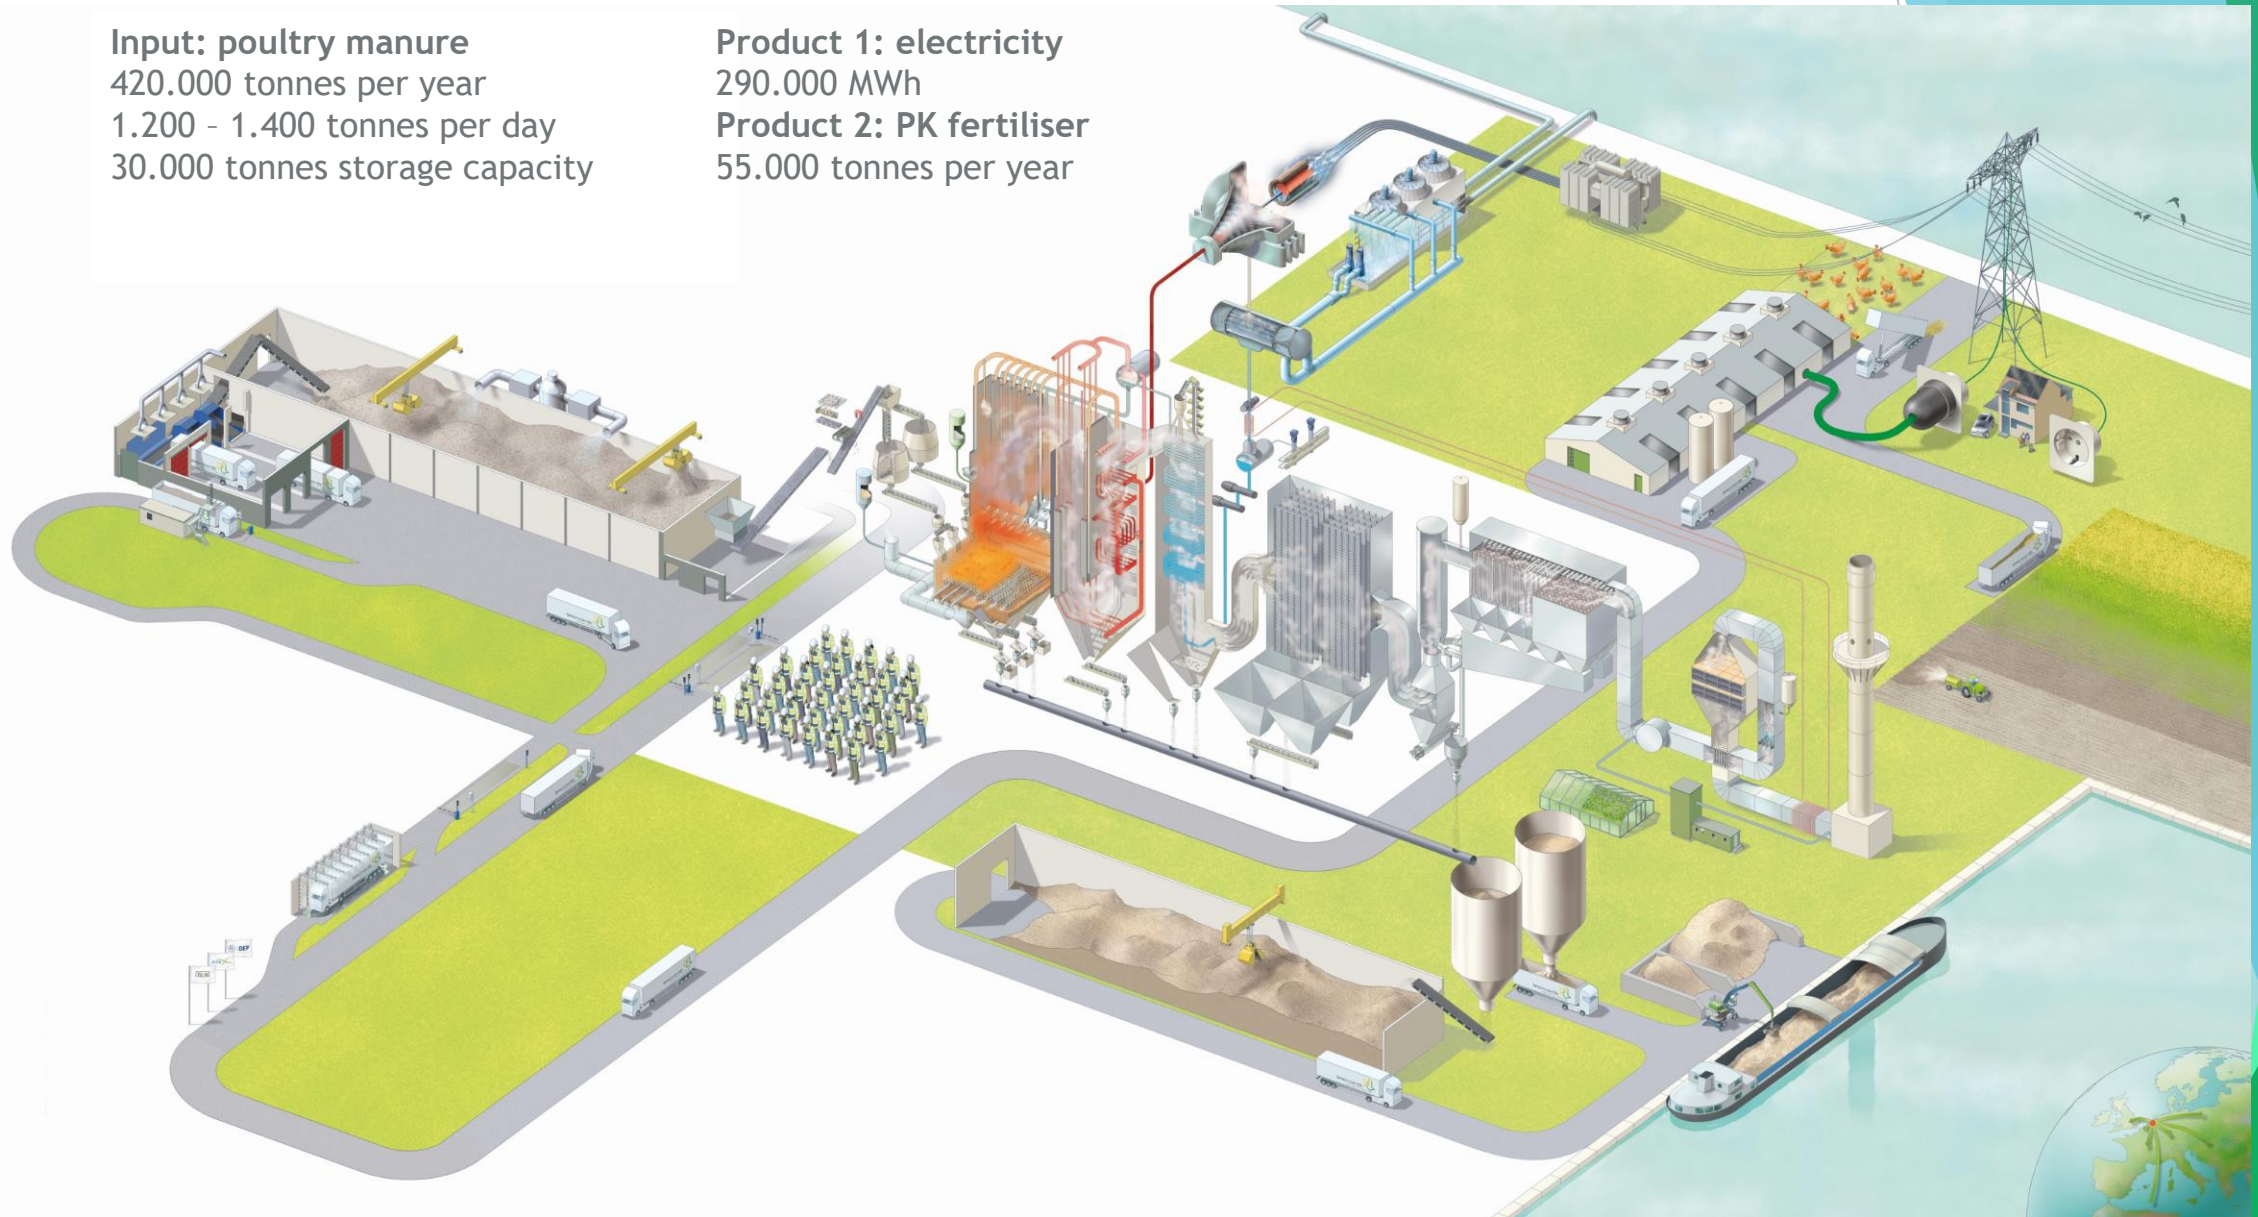 Input: poultry manure
420.000 tonnes per year
1.200 – 1.400 tonnes per day
30.000 tonnes storage capacity
Product 1: electricity
290.000 MWh
Product 2: PK fertiliser
55.000 tonnes per year
DEP